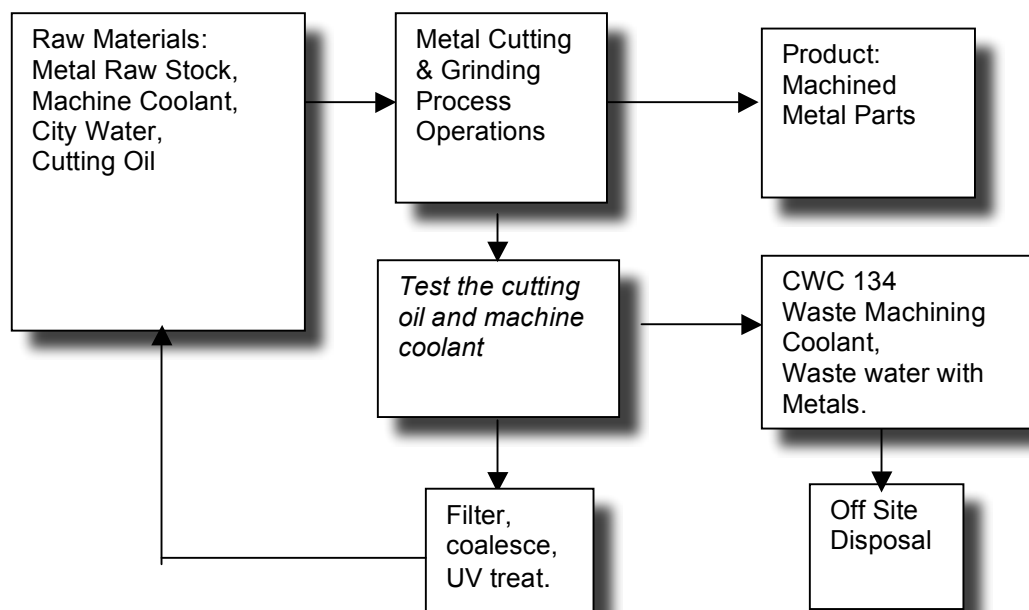 Raw Materials:
Metal Raw Stock,
Machine Coolant,
City Water,
Cutting Oil
Metal Cutting
& Grinding
Process
Operations
Product:
Machined
Metal Parts
Test the cutting
oil and machine
coolant
CWC 134
Waste Machining
Coolant,
Waste water with
Metals.
Filter,
coalesce,
UV treat.
Off Site
Disposal